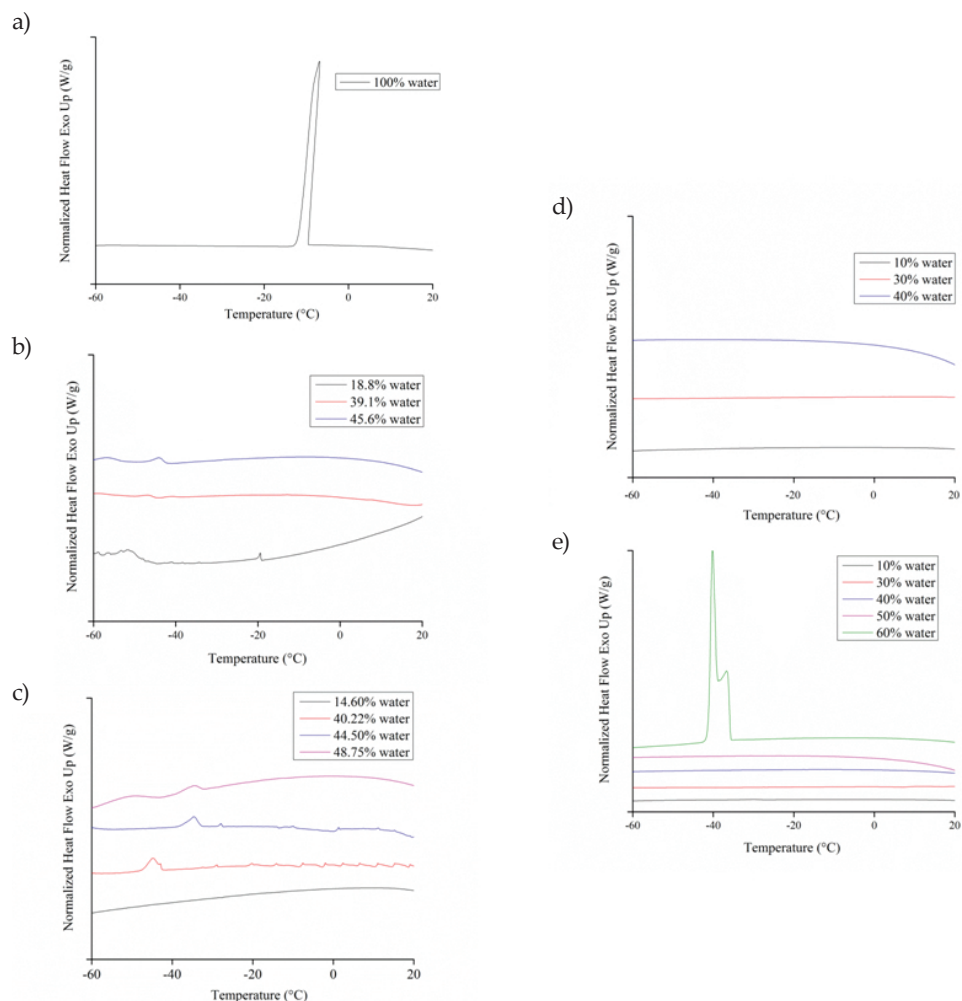 a)
Normalized Heat Flow Exo Up (W/g)
100% water
-60
-40
-20
0
20
Temperature (°C)
b)
Normalized Heat Flow Exo Up (W/g)
18.8% water
39.1% water
45.6% water
-60
-40
-20
0
20
Temperature (°C)
c)
Normalized Heat Flow Exo Up (W/g)
14.60% water
40.22% water
44.50% water
48.75% water
-60
-40
-20
0
20
Temperature (°C)
d)
Normalized Heat Flow Exo Up (W/g)
10% water
30% water
40% water
-60
-40
-20
0
20
Temperature (°C)
e)
Normalized Heat Flow Exo Up (W/g)
10% water
30% water
40% water
50% water
60% water
-60
-40
-20
0
20
Temperature (°C)